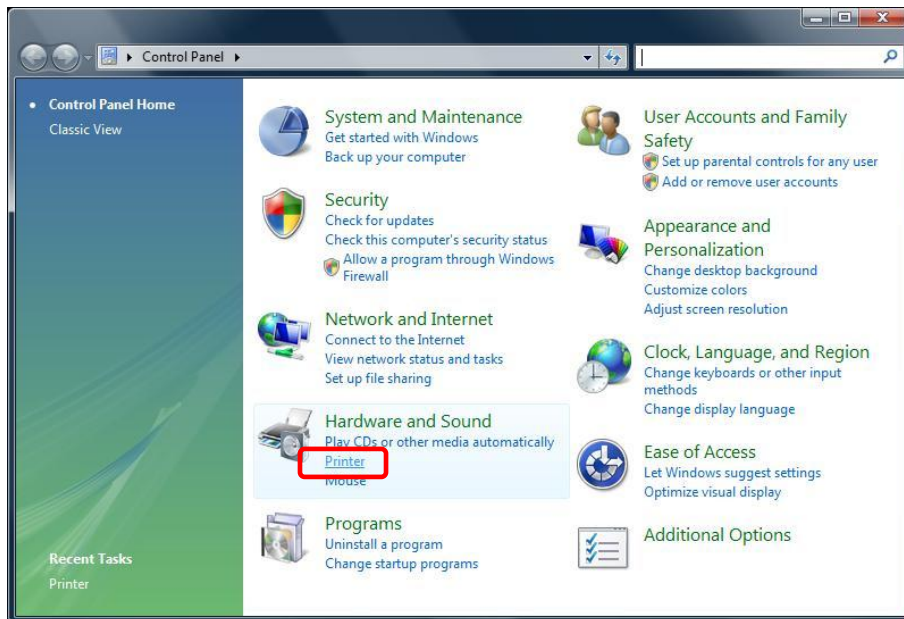 Control Panel
Control Panel Home
Classic View
Recent Tasks
Printer
System and Maintenance
Get started with Windows
Back up your computer
Security
Check for updates
Check this computer's security status
Allow a program through Windows
Firewall
Network and Internet
Connect to the Internet
View network status and tasks
Set up file sharing
Hardware and Sound
Play CDs or other media automatically
Printer
Mouse
Programs
Uninstall a program
Change startup programs
User Accounts and Family
Safety
Set up parental controls for any user
Add or remove user accounts
Appearance and
Personalization
Change desktop background
Customize colors
Adjust screen resolution
Clock, Language, and Region
Change keyboards or other input
methods
Change display language
Ease of Access
Let Windows suggest settings
Optimize visual display
Additional Options